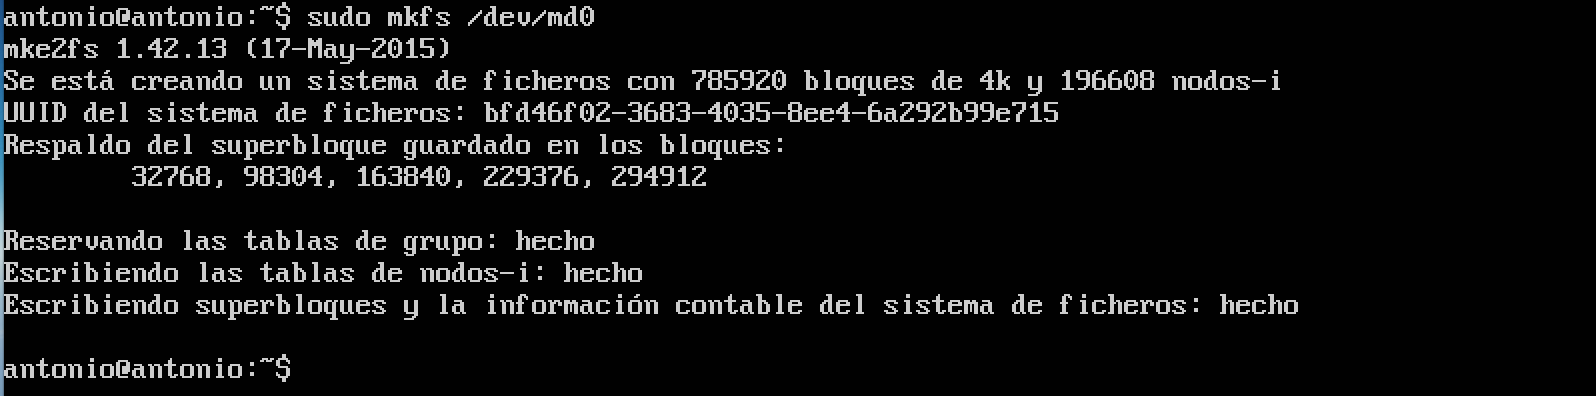 antonio@antonio:~$ sudo mkfs /dev/md0
mke2fs 1.42.13 (17-May-2015)
Se está creando un sistema de ficheros con 785920 bloques de 4k y 196608 nodos-i
UUID del sistema de ficheros: bfd46f02-3683-4035-8ee4-6a292b99e715
Respaldo del superbloque guardado en los bloques:
32768, 98304, 163840, 229376, 294912
Reservando las tablas de grupo: hecho
Escribiendo las tablas de nodos-i: hecho
Escribiendo superbloques y la información contable del sistema de ficheros: hecho
antonio@antonio:~$